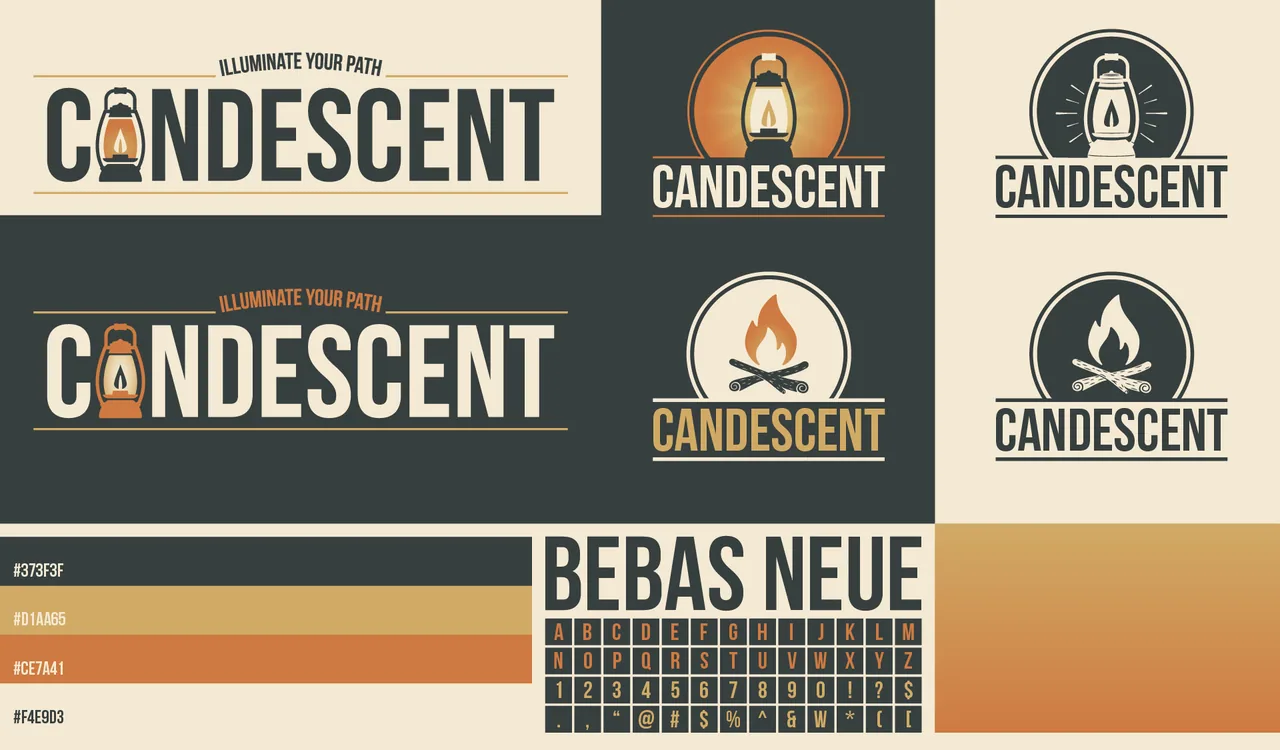 ILLUMINATE YOUR PATH
CANDESCENT
CANDESCENT
CANDESCENT
ILLUMINATE YOUR PATH
CANDESCENT
CANDESCENT
CANDESCENT
#373F3F
#D1AA65
#CE7A41
#F4E9D3
BEBAS NEUE
A B C D E F G H I J K L M
N O P Q R S T U V W X Y Z
1 2 3 4 5 6 7 8 9 0 ! ? $
. , “ @ # $ % ^ & W * ( [